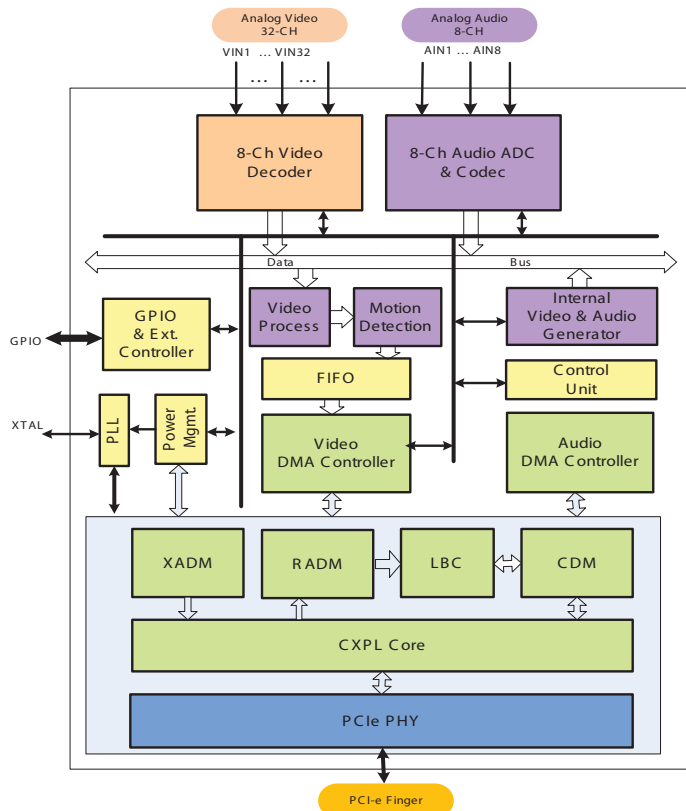 Analog Video
32-CH
Analog Audio
8-CH
VIN1 ... VIN32
AIN1 ... AIN8
... ...
8-Ch Video
Decoder
8-Ch Audio ADC
& Codec
Data
Bus
GPIO
GPIO
& Ext.
Controller
Video
Process
Motion
Detection
Internal
Video & Audio
Generator
FIFO
Control
Unit
XTAL
PLL
Power
Mgmt.
Video
DMA Controller
Audio
DMA Controller
XADM
RADM
LBC
CDM
CXPL Core
PCIe PHY
PCI-e Finger